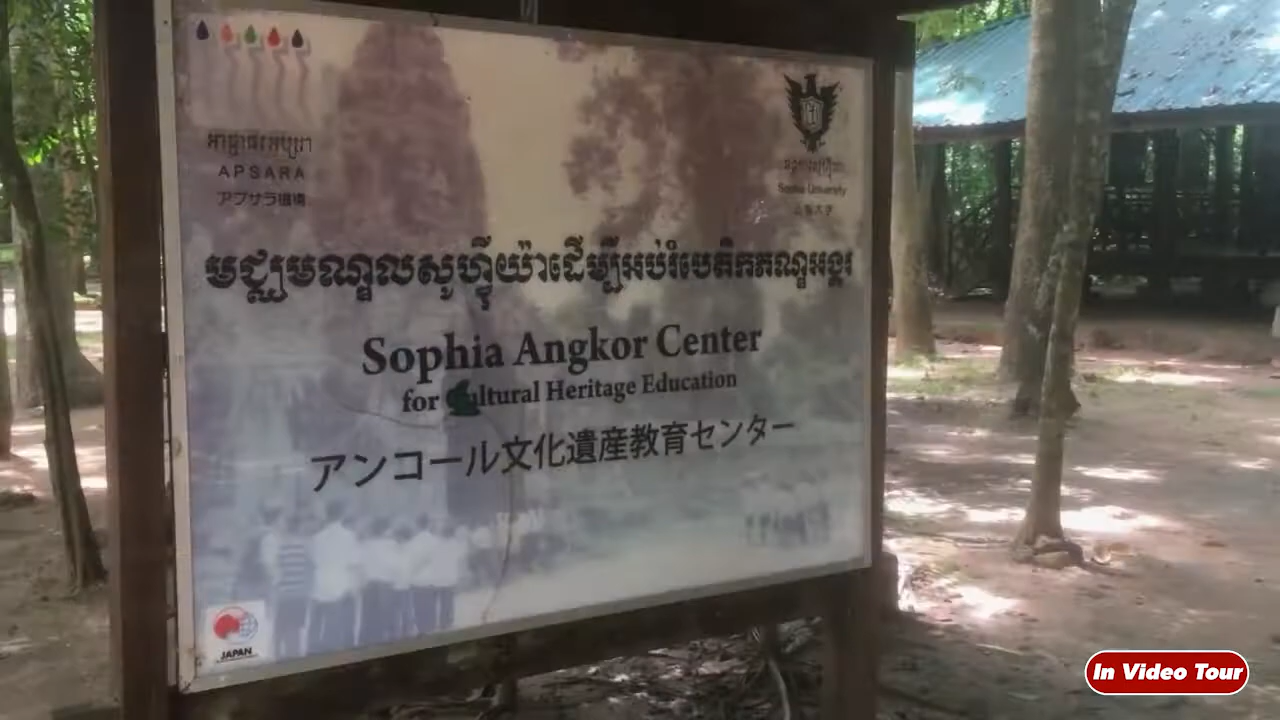 អាជ្ញាធរអប្សរា
APSARA
アプサラ機構
Sophia University
上智大学
មជ្ឈមណ្ឌលសូហ្វីយ៉ាដើម្បីអប់រំបេតិកភណ្ឌអង្គរ
Sophia Angkor Center
for Cultural Heritage Education
アンコール文化遺産教育センター
JAPAN
In Video Tour